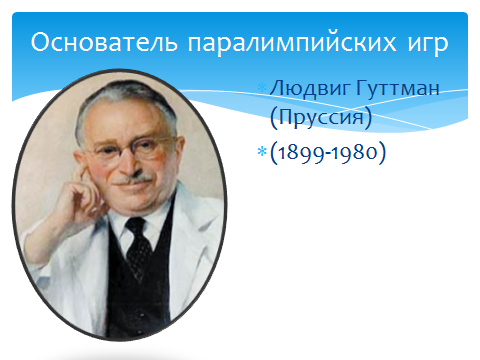 Основатель паралимпийских игр
Людвиг Гуттман
(Пруссия)
(1899-1980)